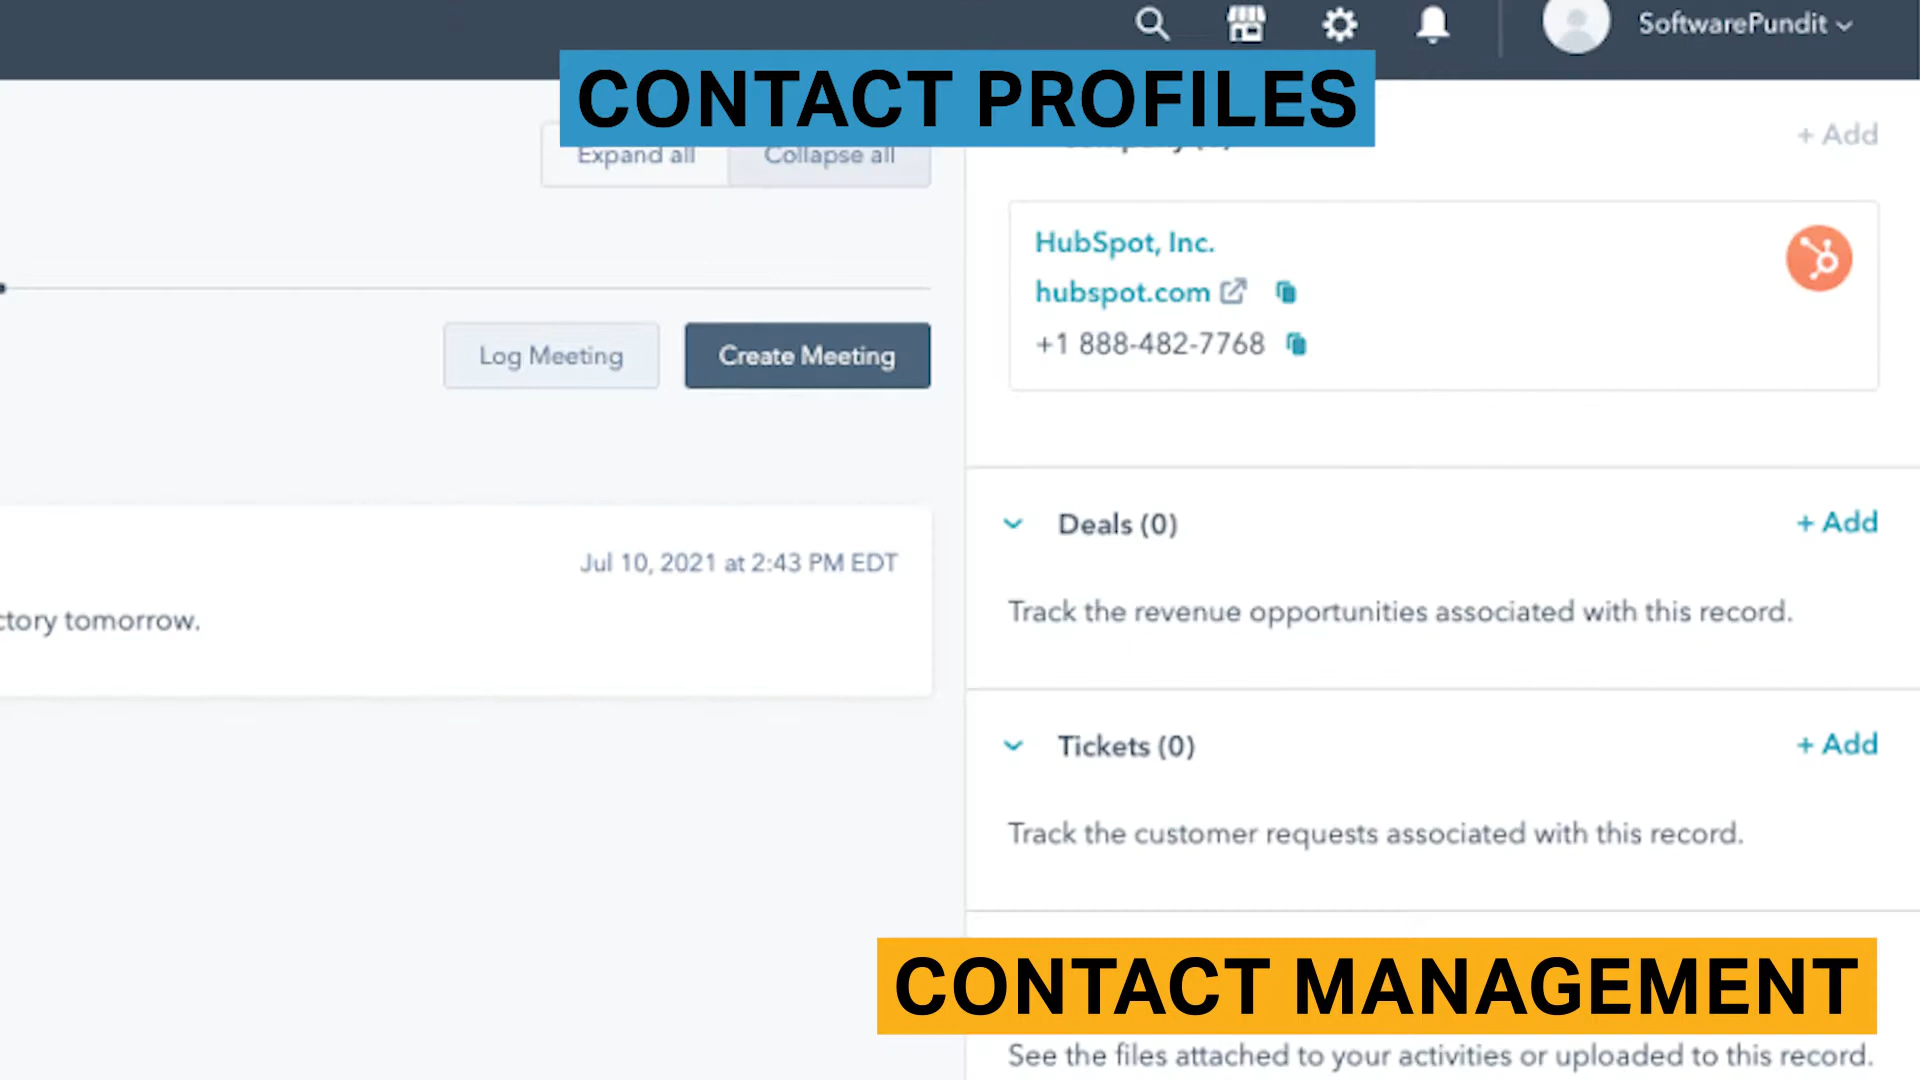 SoftwarePundit
CONTACT PROFILES
Expand all
Collapse all
+ Add
HubSpot, Inc.
hubspot.com
+1 888-482-7768
Log Meeting
Create Meeting
Deals (0)
+ Add
Jul 10, 2021 at 2:43 PM EDT
Track the revenue opportunities associated with this record.
ctory tomorrow.
Tickets (0)
+ Add
Track the customer requests associated with this record.
CONTACT MANAGEMENT
See the files attached to your activities or uploaded to this record.